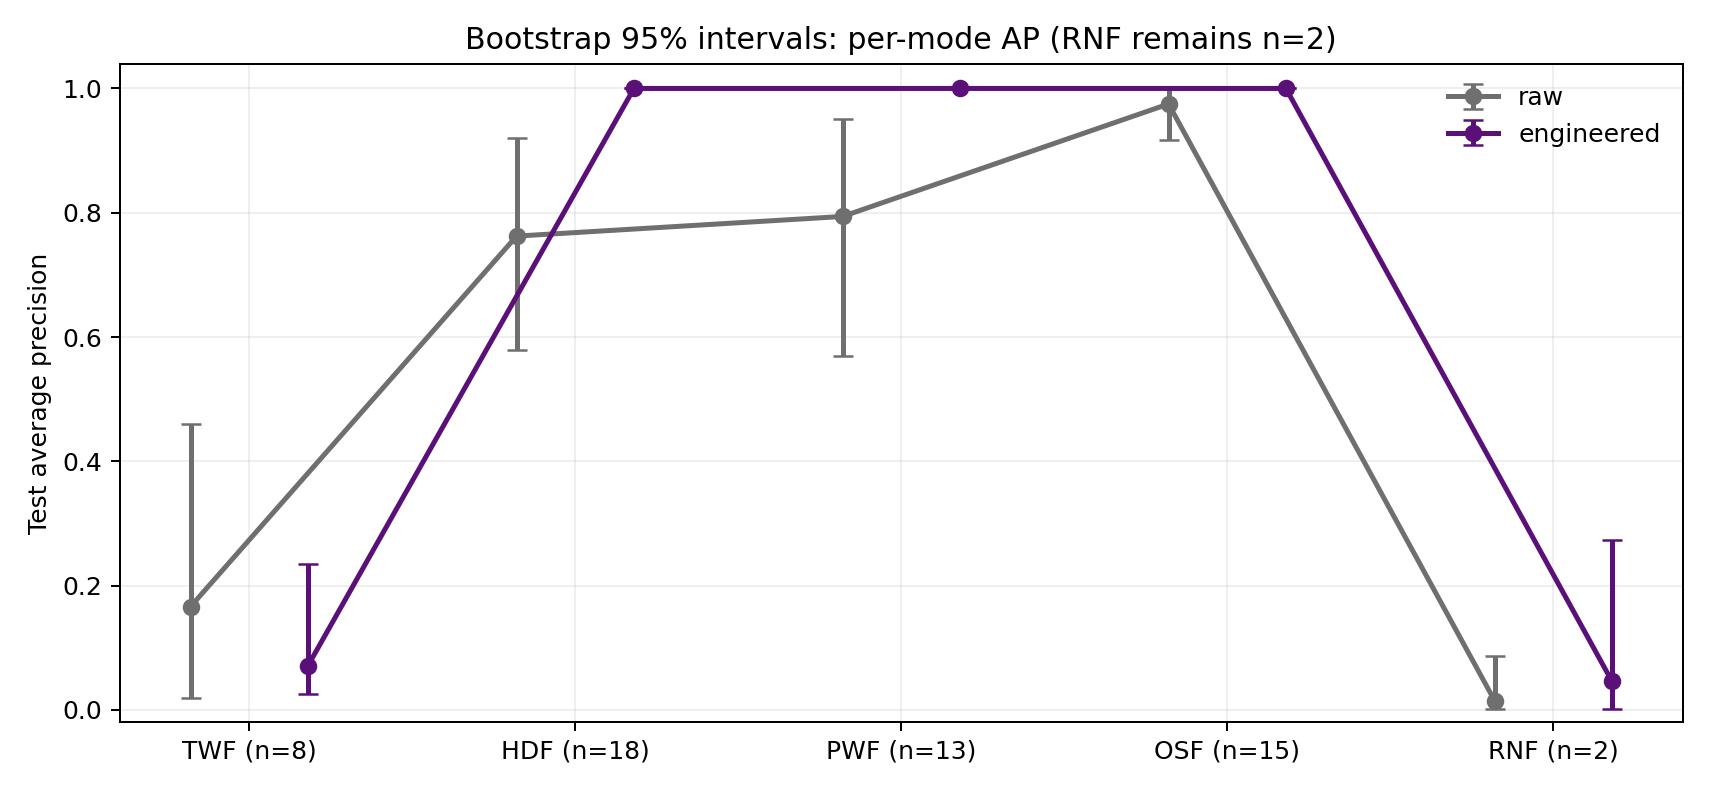 Bootstrap 95% intervals: per-mode AP (RNF remains n=2)
raw
engineered
Test average precision
1.0
0.8
0.6
0.4
0.2
0.0
TWF (n=8)
HDF (n=18)
PWF (n=13)
OSF (n=15)
RNF (n=2)